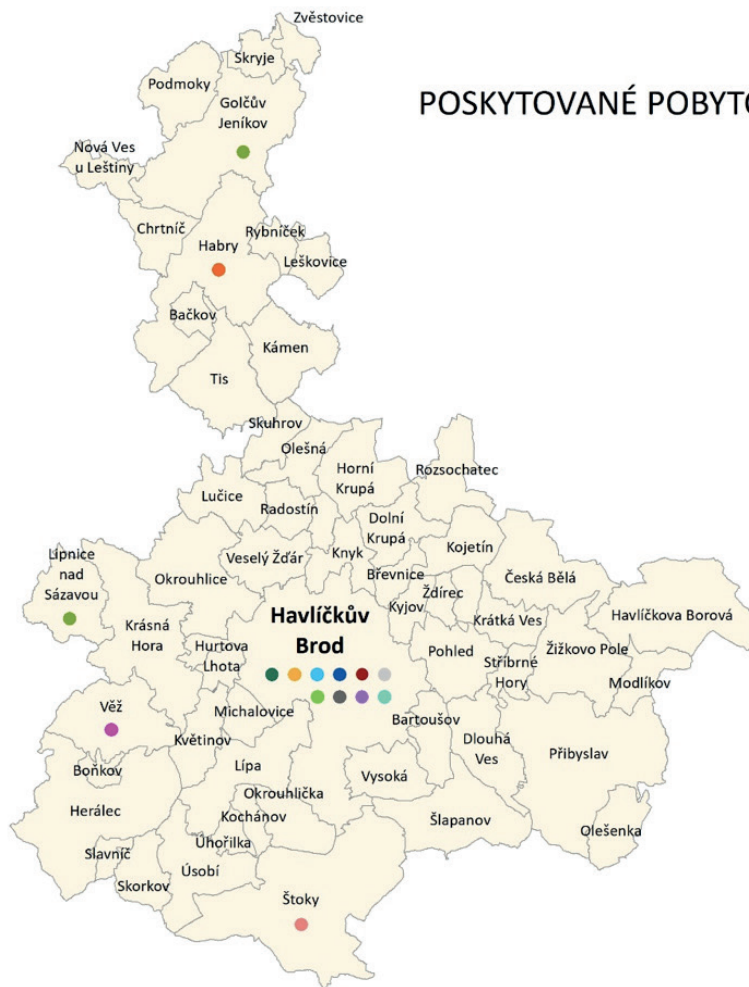 Zvěstovice
Skryje
Podmoky
POSKYTOVANÉ POBYTO
Golčův
Jeníkov
Nová Ves
u Leštiny
Chrtníč
Rybníček
Habry
Leškovice
Bačkov
Kámen
Tis
Skuhrov
Olešná
Horní
Krupá
Rozsochatec
Lučice
Radostín
Dolní
Krupá
Lipnice
nad
Sázavou
Okrouhlice
Veselý Žďár
Knyk
Kojetín
Břevnice
Česká Bělá
Ždírec
Kyjov
Havlíčkův
Brod
Krátká Ves
Havlíčkova Borová
Krásná
Hora
Hurtova
Lhota
Pohled
Stříbrné
Hory
Žižkovo Pole
Modlíkov
Věž
Michalovice
Bartoušov
Květinov
Dlouhá
Ves
Přibyslav
Boňkov
Lípa
Vysoká
Okrouhlička
Herálec
Kochánov
Šlapanov
Olešenka
Úhořilka
Slavníč
Úsobí
Skorkov
Štoky